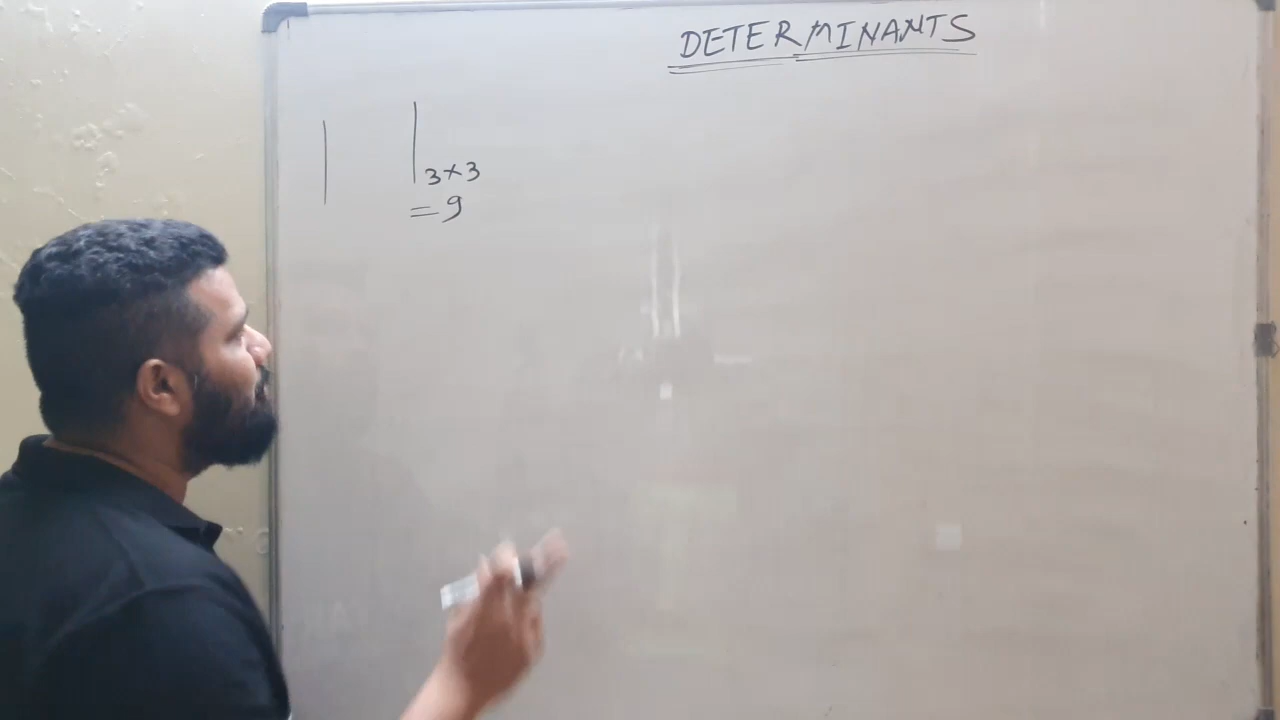 DETERMINANTS
| |3×3
= 9